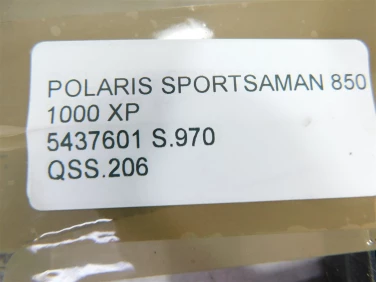 POLARIS SPORTSAMAN 850
1000 XP
5437601 S.970
QSS.206